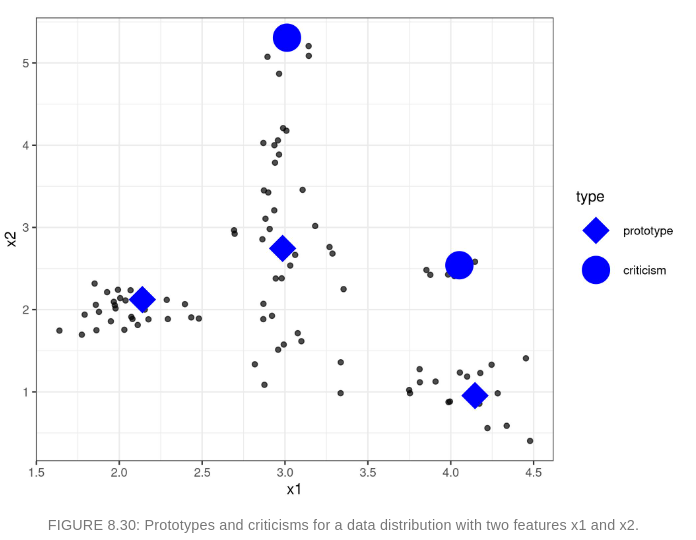 5
4
3
2
1
x2
1.5 2.0 2.5 3.0 3.5 4.0 4.5
x1
type
prototype
criticism
FIGURE 8.30: Prototypes and criticisms for a data distribution with two features x1 and x2.